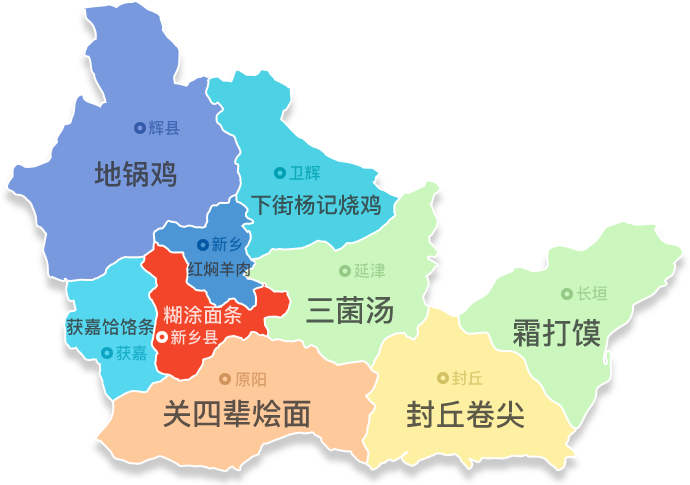 辉县
地锅鸡
卫辉
下街杨记烧鸡
新乡
红焖羊肉
延津
三菌汤
长垣
霜打馍
糊涂面条
新乡县
获嘉饸饹条
获嘉
原阳
关四辈烩面
封丘
封丘卷尖